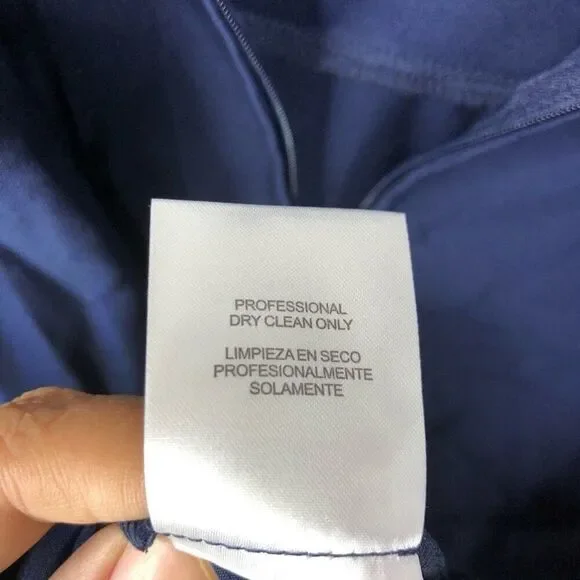 PROFESSIONAL
DRY CLEAN ONLY
LIMPIEZA EN SECO
PROFESIONALMENTE
SOLAMENTE